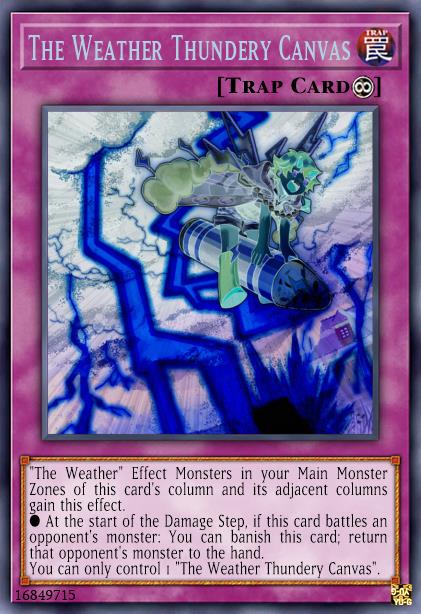 The Weather Thundery Canvas
TRAP
罠
[Trap Card]
"The Weather" Effect Monsters in your Main Monster
Zones of this card's column and its adjacent columns
gain this effect.
● At the start of the Damage Step, if this card battles an
opponent's monster: You can banish this card; return
that opponent's monster to the hand.
You can only control 1 "The Weather Thundery Canvas".
16849715